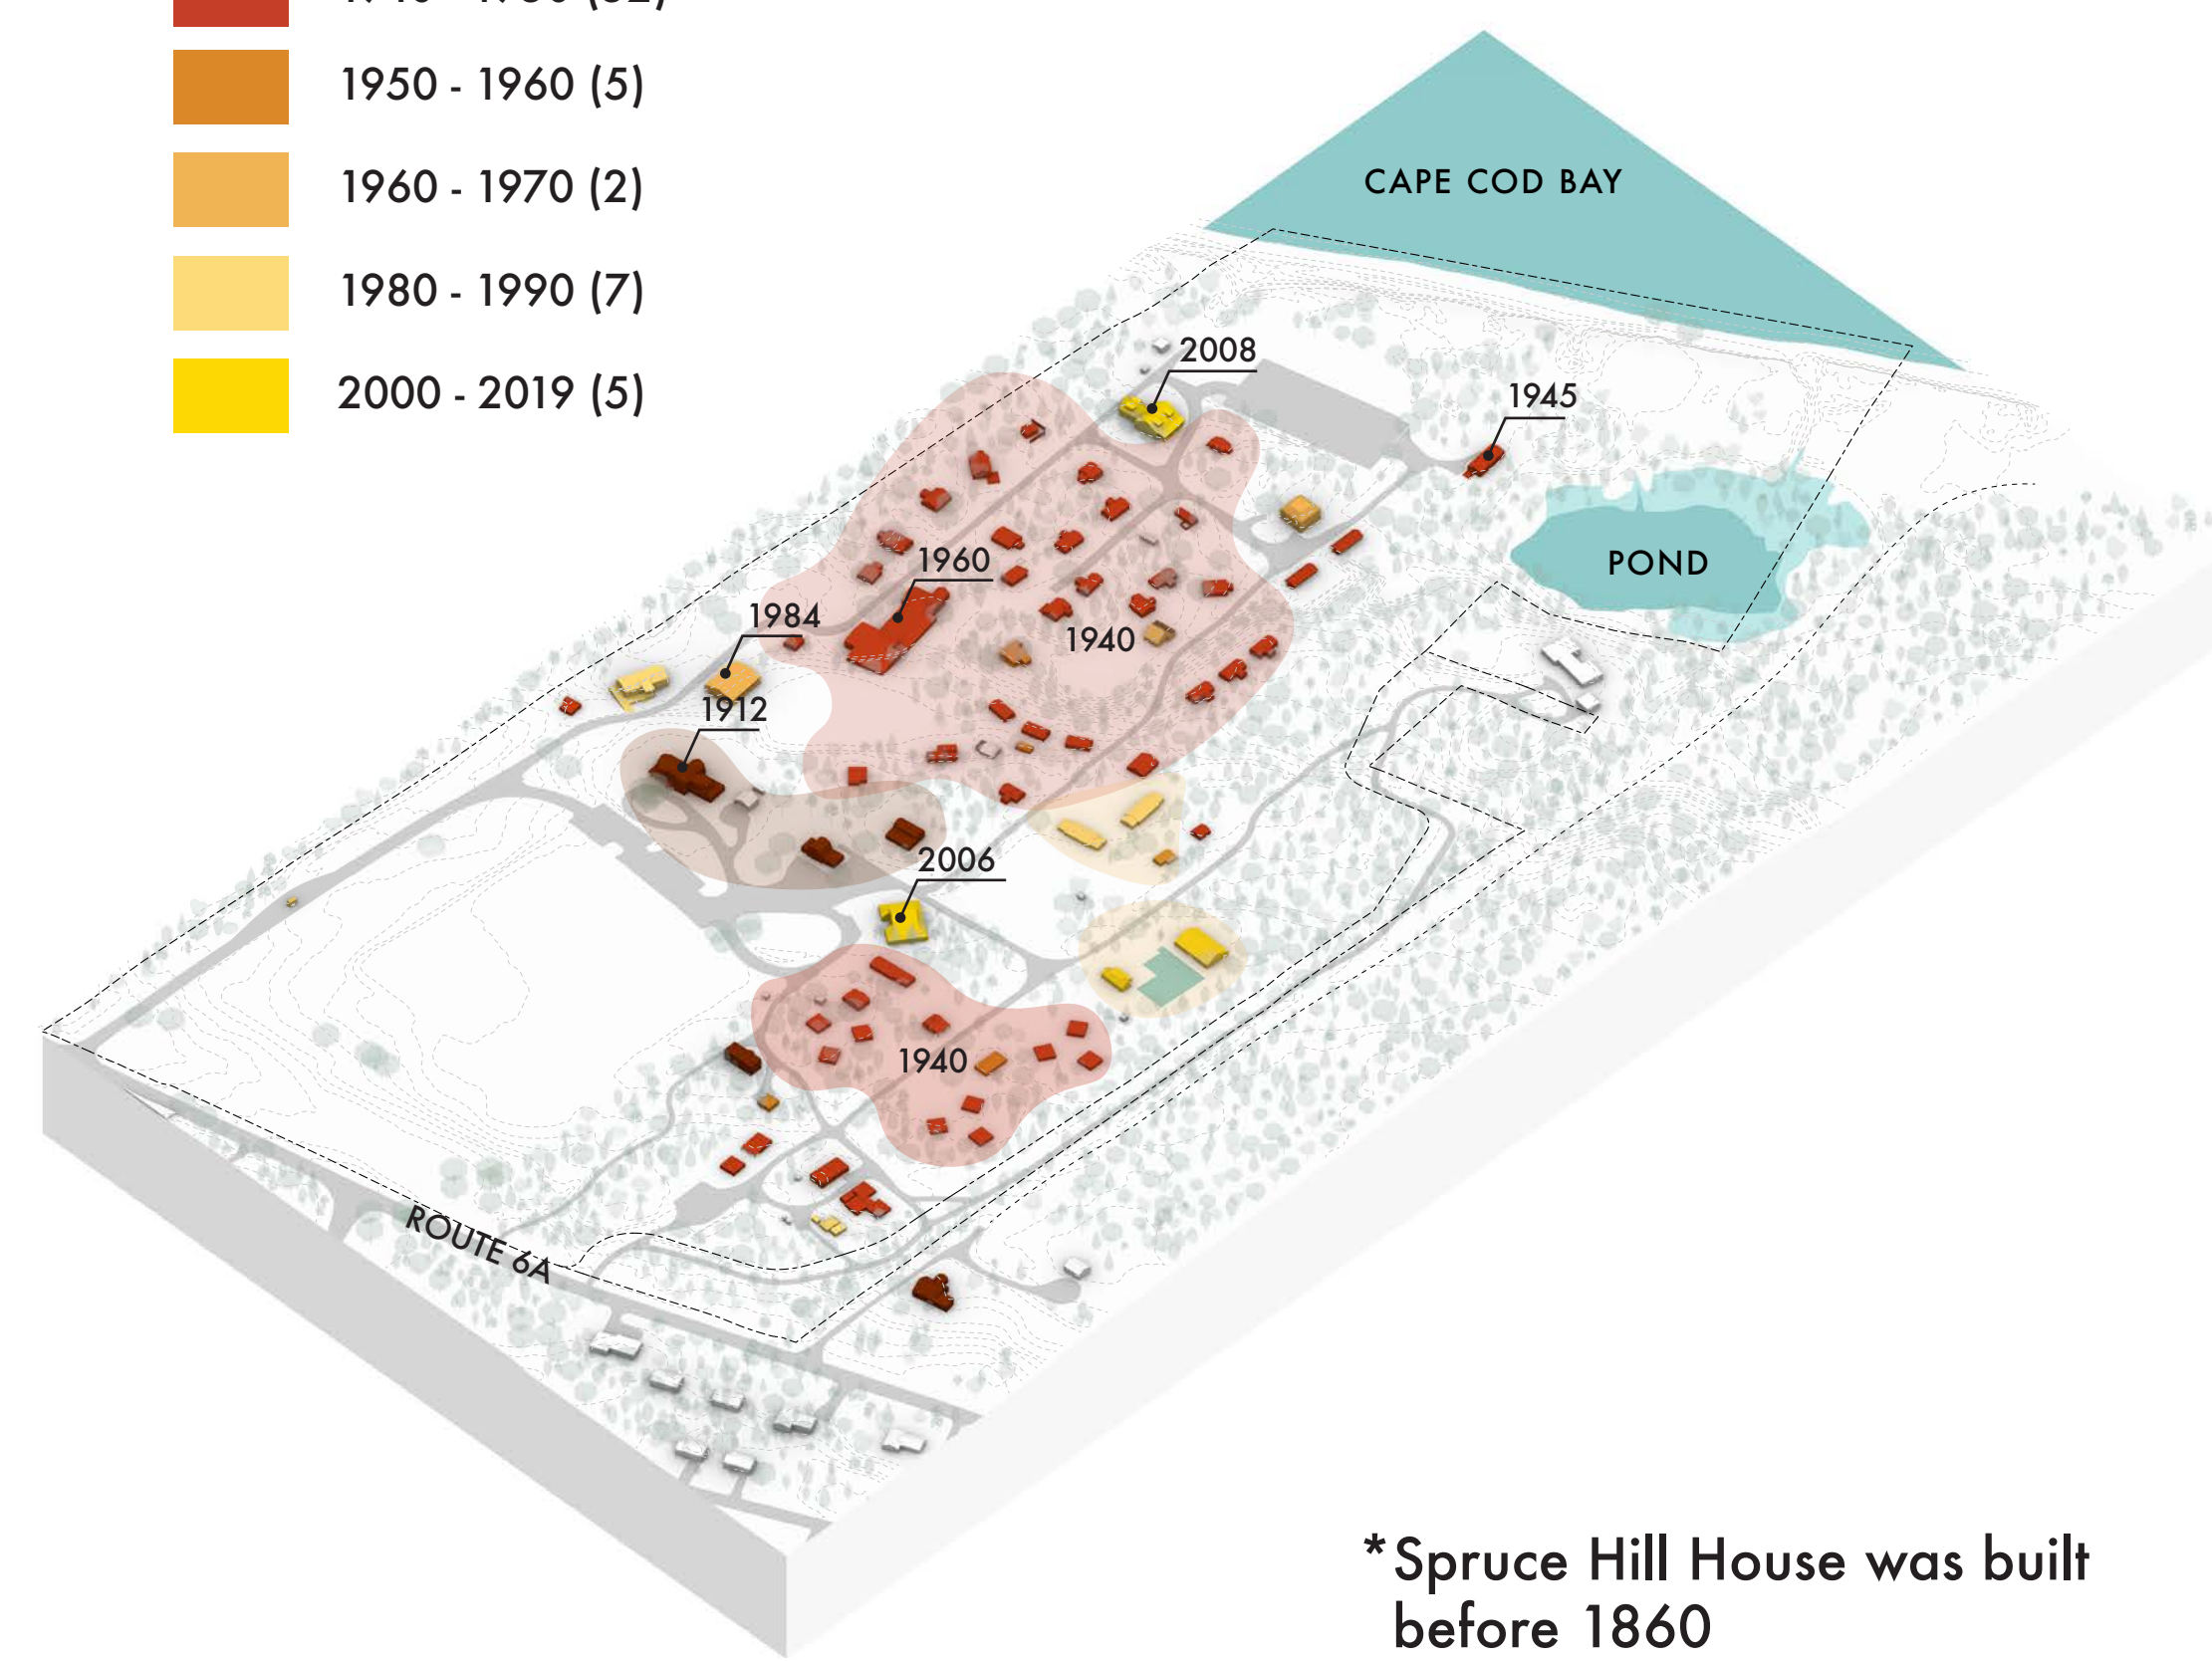 1950 - 1960 (5)
1960 - 1970 (2)
1980 - 1990 (7)
2000 - 2019 (5)
CAPE COD BAY
2008
1945
POND
1960
1984
1940
1912
2006
1940
ROUTE 6A
*Spruce Hill House was built
before 1860